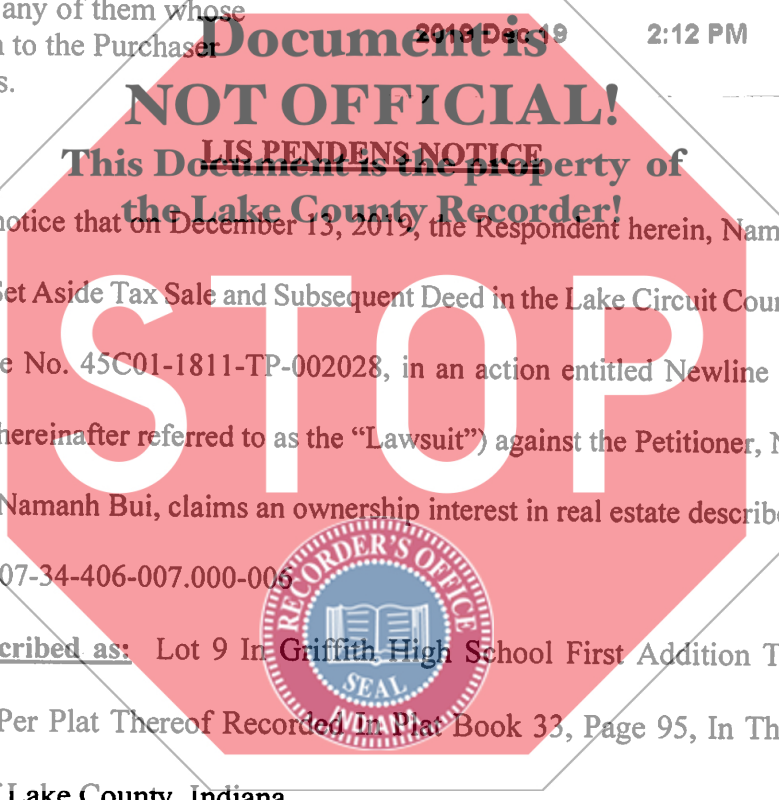 any of them whose
to the Purchaser
s.
2019 Dec 19 2:12 PM
Document is
NOT OFFICIAL!
LIS PENDENS NOTICE
This Document is the property of
the Lake County Recorder!
notice that on December 13, 2019, the Respondent herein, Nam
Set Aside Tax Sale and Subsequent Deed in the Lake Circuit Cour
e No. 45C01-1811-TP-002028, in an action entitled Newline
STOP
hereinafter referred to as the “Lawsuit”) against the Petitioner, N
Namanh Bui, claims an ownership interest in real estate describe
07-34-406-007.000-006
RECORDER'S OFFICE
SEAL
INDIANA
cribed as: Lot 9 In Griffith High School First Addition T
Per Plat Thereof Recorded In Plat Book 33, Page 95, In Th
Lake County, Indiana